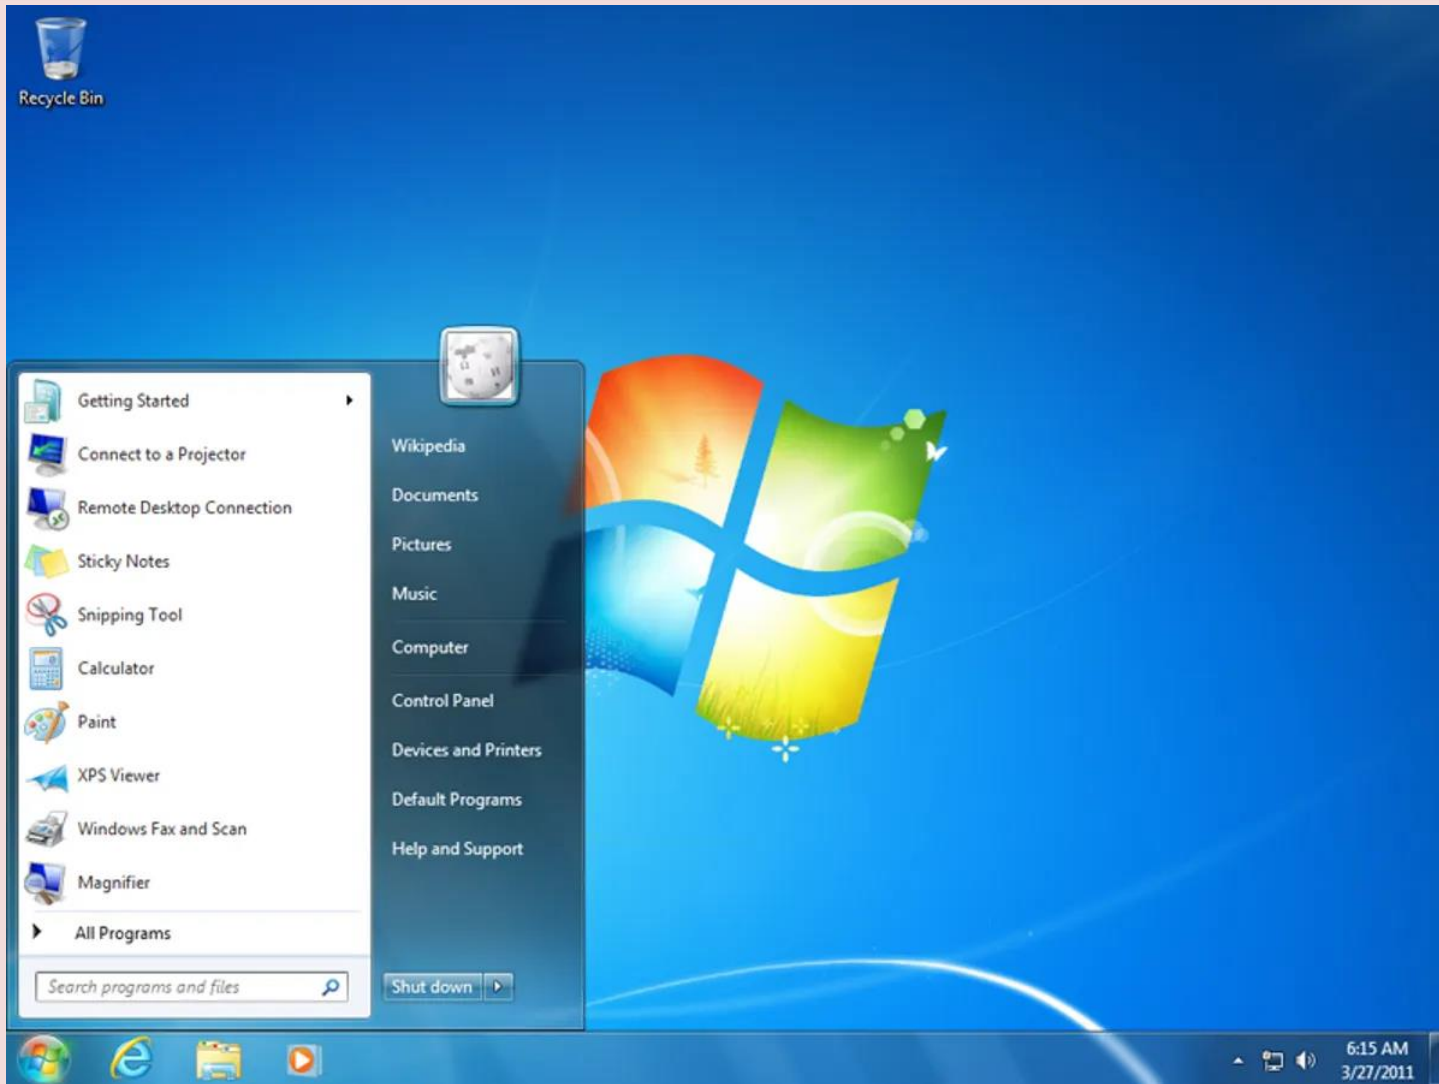 Recycle Bin
Getting Started
Connect to a Projector
Remote Desktop Connection
Sticky Notes
Snipping Tool
Calculator
Paint
XPS Viewer
Windows Fax and Scan
Magnifier
All Programs
Search programs and files
Wikipedia
Documents
Pictures
Music
Computer
Control Panel
Devices and Printers
Default Programs
Help and Support
Shut down
6:15 AM
3/27/2011